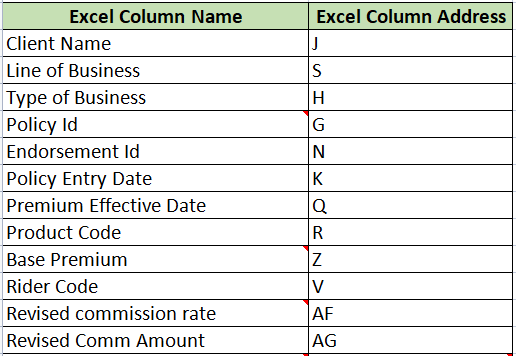 Excel Column Name Excel Column Address
Client Name J
Line of Business S
Type of Business H
Policy Id G
Endorsement Id N
Policy Entry Date K
Premium Effective Date Q
Product Code R
Base Premium Z
Rider Code V
Revised commission rate AF
Revised Comm Amount AG